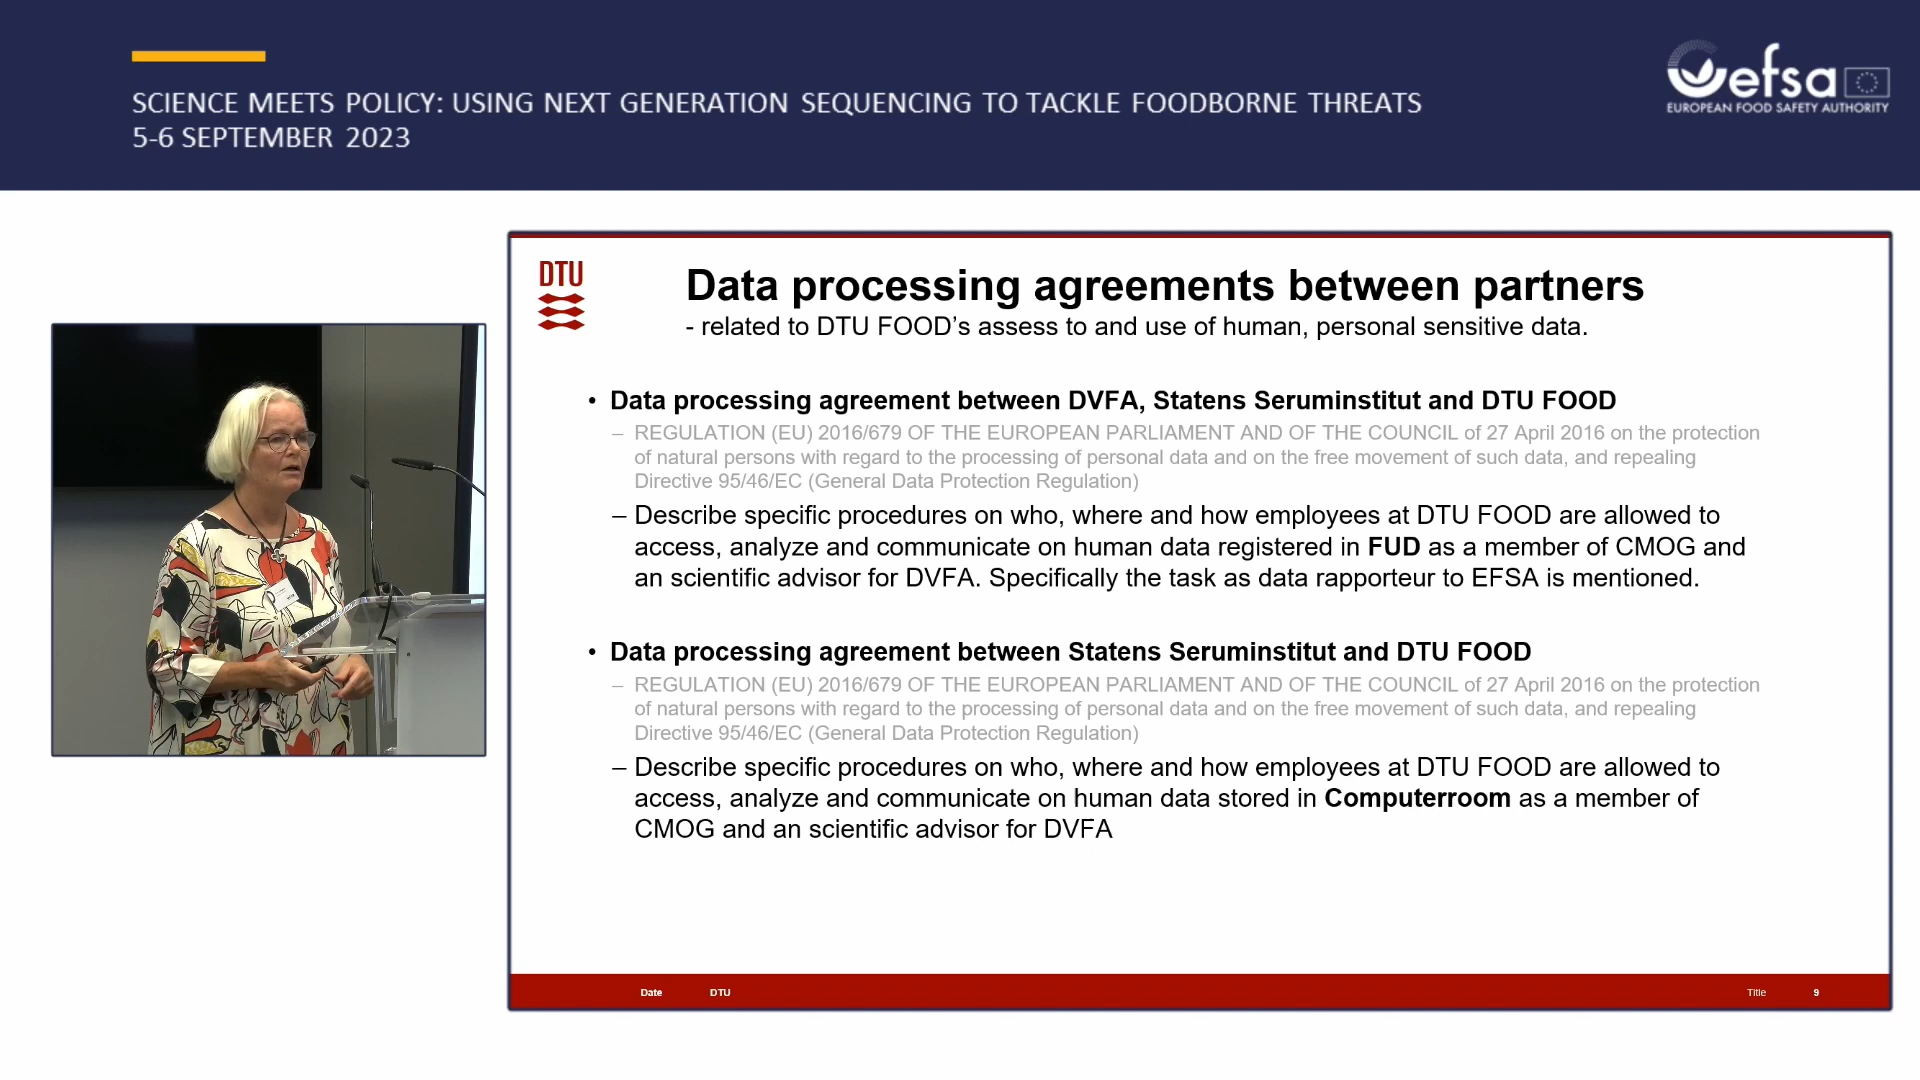 SCIENCE MEETS POLICY: USING NEXT GENERATION SEQUENCING TO TACKLE FOODBORNE THREATS
5-6 SEPTEMBER 2023
efsa
EUROPEAN FOOD SAFETY AUTHORITY
DTU
Data processing agreements between partners
- related to DTU FOOD’s assess to and use of human, personal sensitive data.
• Data processing agreement between DVFA, Statens Seruminstitut and DTU FOOD
– REGULATION (EU) 2016/679 OF THE EUROPEAN PARLIAMENT AND OF THE COUNCIL of 27 April 2016 on the protection
of natural persons with regard to the processing of personal data and on the free movement of such data, and repealing
Directive 95/46/EC (General Data Protection Regulation)
– Describe specific procedures on who, where and how employees at DTU FOOD are allowed to
access, analyze and communicate on human data registered in FUD as a member of CMOG and
an scientific advisor for DVFA. Specifically the task as data rapporteur to EFSA is mentioned.
• Data processing agreement between Statens Seruminstitut and DTU FOOD
– REGULATION (EU) 2016/679 OF THE EUROPEAN PARLIAMENT AND OF THE COUNCIL of 27 April 2016 on the protection
of natural persons with regard to the processing of personal data and on the free movement of such data, and repealing
Directive 95/46/EC (General Data Protection Regulation)
– Describe specific procedures on who, where and how employees at DTU FOOD are allowed to
access, analyze and communicate on human data stored in Computerroom as a member of
CMOG and an scientific advisor for DVFA
Date DTU Title 9